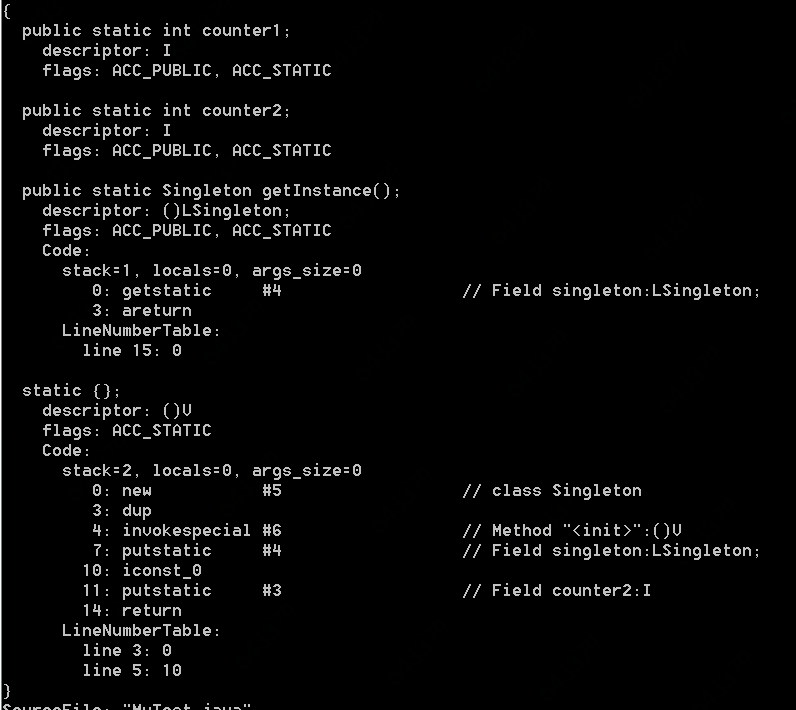 {
  public static int counter1;
    descriptor: I
    flags: ACC_PUBLIC, ACC_STATIC

  public static int counter2;
    descriptor: I
    flags: ACC_PUBLIC, ACC_STATIC

  public static Singleton getInstance();
    descriptor: ()LSingleton;
    flags: ACC_PUBLIC, ACC_STATIC
    Code:
      stack=1, locals=0, args_size=0
         0: getstatic     #4                  // Field singleton:LSingleton;
         3: areturn
      LineNumberTable:
        line 15: 0

  static {};
    descriptor: ()V
    flags: ACC_STATIC
    Code:
      stack=2, locals=0, args_size=0
         0: new           #5                  // class Singleton
         3: dup
         4: invokespecial #6                  // Method "<init>":()V
         7: putstatic     #4                  // Field singleton:LSingleton;
        10: iconst_0
        11: putstatic     #3                  // Field counter2:I
        14: return
      LineNumberTable:
        line 3: 0
        line 5: 10
}
SourceFile: "MyTest.java"